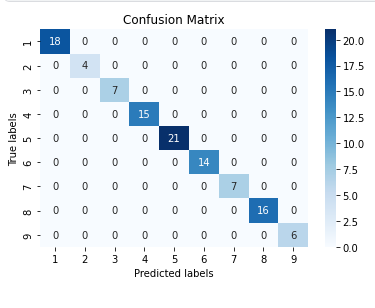 Confusion Matrix
1 18 0 0 0 0 0 0 0 0
2 0 4 0 0 0 0 0 0 0
3 0 0 7 0 0 0 0 0 0
4 0 0 0 15 0 0 0 0 0
5 0 0 0 0 21 0 0 0 0
6 0 0 0 0 0 14 0 0 0
7 0 0 0 0 0 0 7 0 0
8 0 0 0 0 0 0 0 16 0
9 0 0 0 0 0 0 0 0 6
1 2 3 4 5 6 7 8 9
True labels
Predicted labels
20.0
17.5
15.0
12.5
10.0
7.5
5.0
2.5
0.0